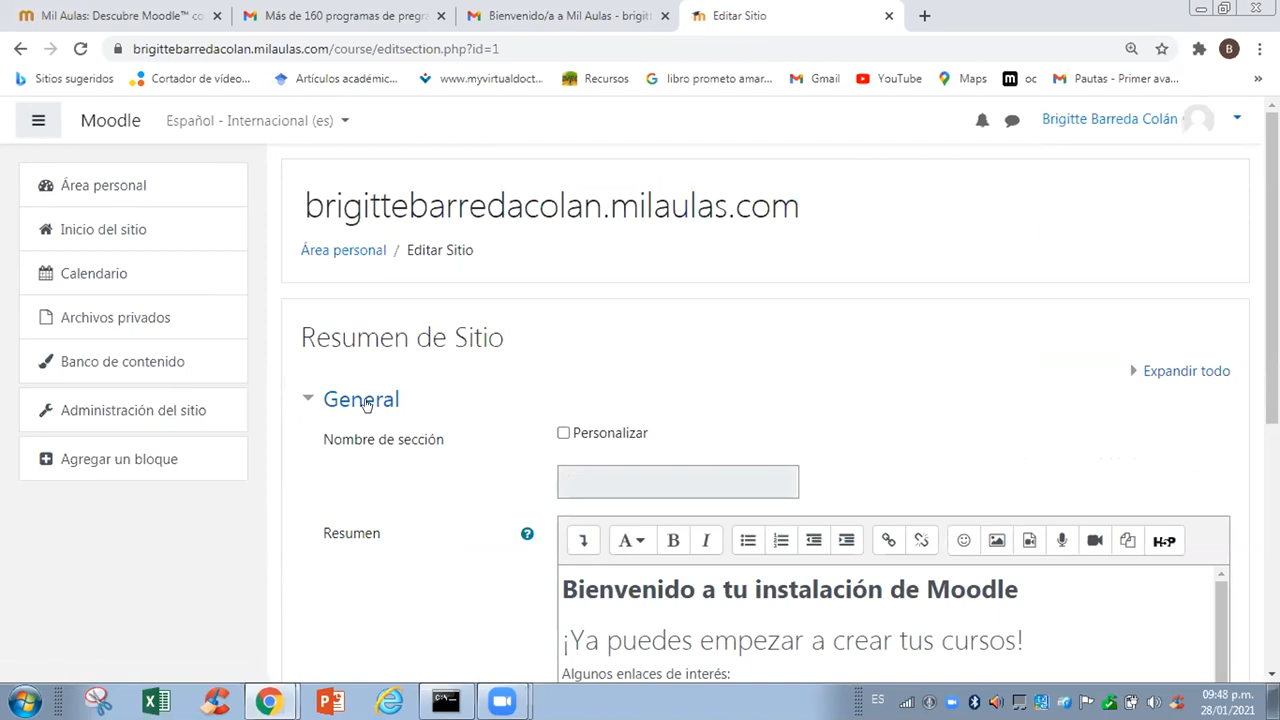 Mil Aulas: Descubre Moodle™ co
Más de 160 programas de pregr
Bienvenido/a a Mil Aulas - brigitt
Editar Sitio
brigittebarredacolan.milaulas.com/course/editsection.php?id=1
B
Sitios sugeridos
Cortador de vídeo...
Artículos académic...
www.myvirtualdoct...
Recursos
libro prometo amar...
Gmail
YouTube
Maps
m
oc
Pautas - Primer ava...
»
Moodle
Español - Internacional (es)
Brigitte Barreda Colán
Área personal
Inicio del sitio
Calendario
Archivos privados
Banco de contenido
Administración del sitio
Agregar un bloque
brigittebarredacolan.milaulas.com
Área personal / Editar Sitio
Resumen de Sitio
Expandir todo
General
Nombre de sección
Personalizar
Resumen
A B I H-P
Bienvenido a tu instalación de Moodle
¡Ya puedes empezar a crear tus cursos!
Algunos enlaces de interés:
ES
09:48 p.m.
28/01/2021